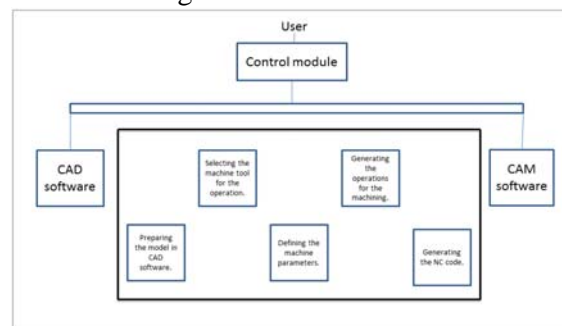 User
Control module
CAD
software
Selecting the
machine tool
for the
operation.
Generating
the
operations
for the
machining.
CAM
software
Preparing
the model in
CAD
software.
Defining the
machine
parameters.
Generating
the NC code.